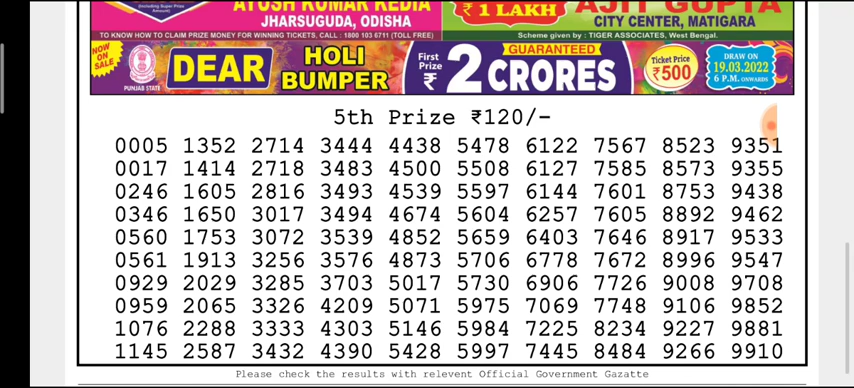 (Including Super Prize Amount)
AYUSH KUMAR KEDIA
JHARSUGUDA, ODISHA
₹ 1 LAKH
AJIT GUPTA
CITY CENTER, MATIGARA
TO KNOW HOW TO CLAIM PRIZE MONEY FOR WINNING TICKETS, CALL : 1800 103 6711 (TOLL FREE)
Scheme given by : TIGER ASSOCIATES, West Bengal.
NOW ON SALE
PUNJAB STATE
DEAR
HOLI
BUMPER
First Prize ₹
GUARANTEED
2 CRORES
Ticket Price
₹500
DRAW ON
19.03.2022
6 P.M. ONWARDS
5th Prize ₹120/-
0005 1352 2714 3444 4438 5478 6122 7567 8523 9351
0017 1414 2718 3483 4500 5508 6127 7585 8573 9355
0246 1605 2816 3493 4539 5597 6144 7601 8753 9438
0346 1650 3017 3494 4674 5604 6257 7605 8892 9462
0560 1753 3072 3539 4852 5659 6403 7646 8917 9533
0561 1913 3256 3576 4873 5706 6778 7672 8996 9547
0929 2029 3285 3703 5017 5730 6906 7726 9008 9708
0959 2065 3326 4209 5071 5975 7069 7748 9106 9852
1076 2288 3333 4303 5146 5984 7225 8234 9227 9881
1145 2587 3432 4390 5428 5997 7445 8484 9266 9910
Please check the results with relevent Official Government Gazatte